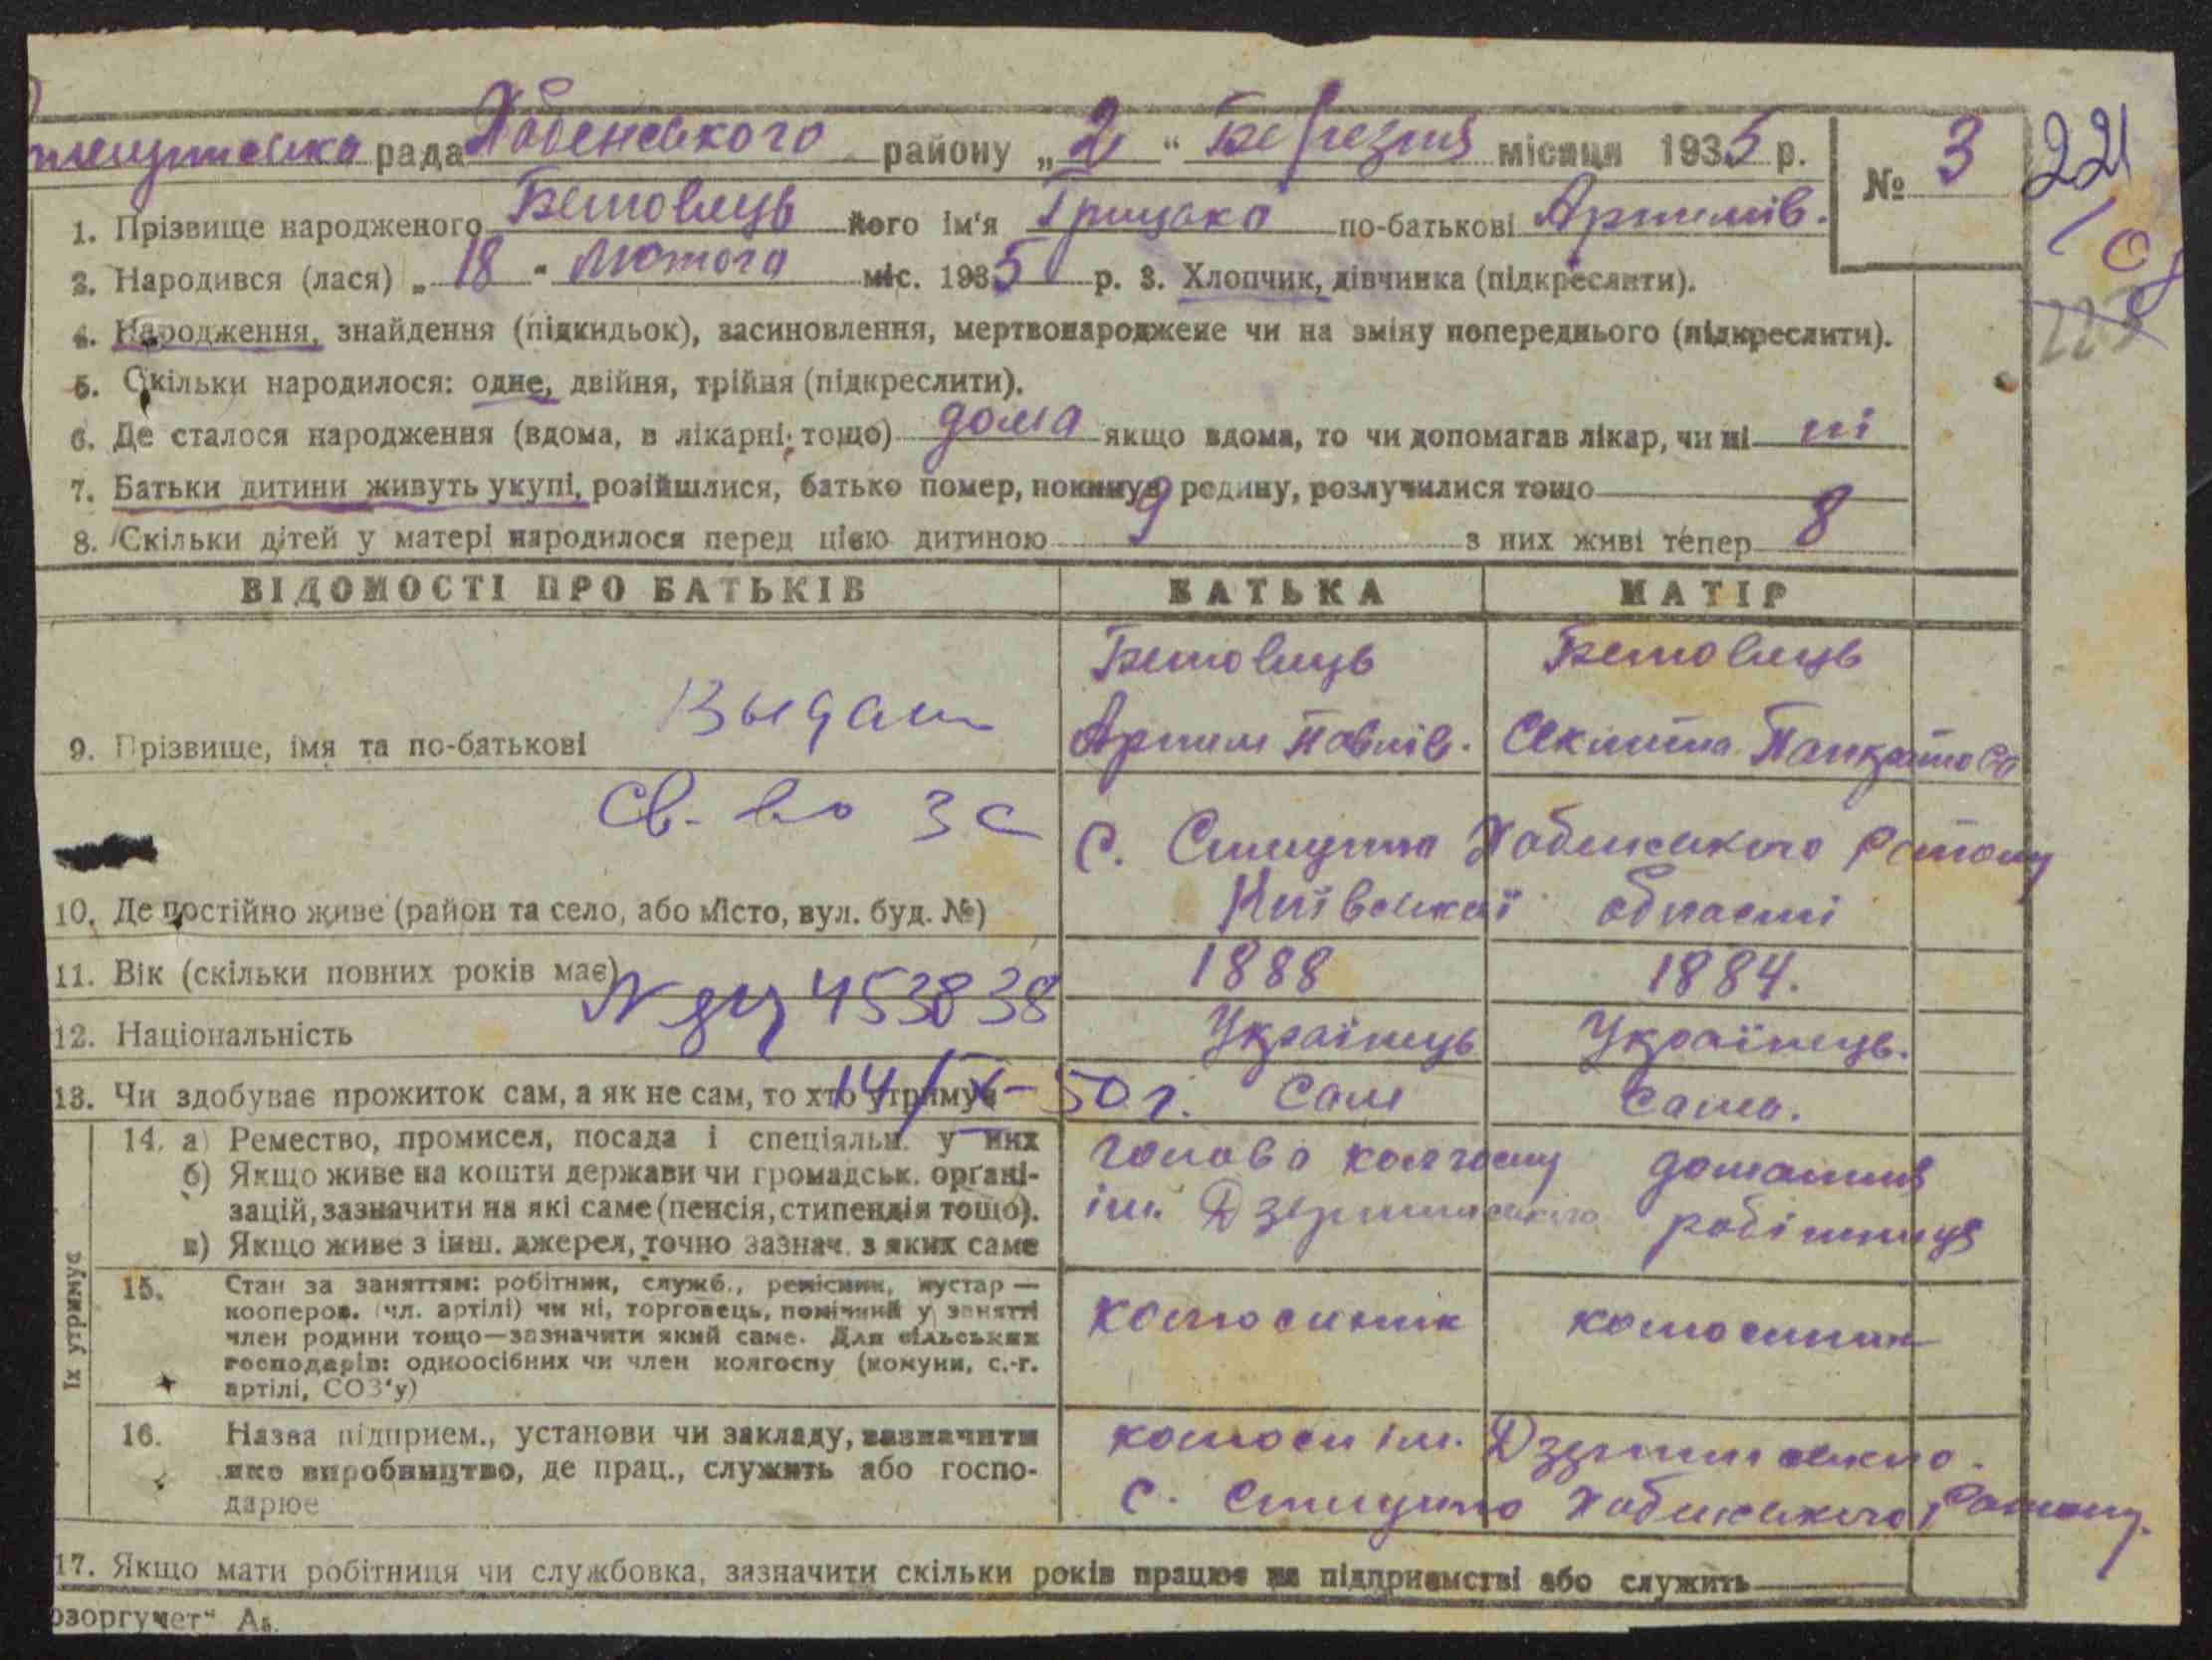 рада Хабенського району „2“ Березня місяця 1935 р. № 3 221
1. Прізвище народженого Бетовець його ім'я Грицько по-батькові Артемів.
2. Народився (лася) „18“ Лютого міс. 1935 р. 3. Хлопчик, дівчинка (підкреслити).
4. Народження, знайдення (підкидьок), засиновлення, мертвонароджене чи на зміну попереднього (підкреслити).
5. Скільки народилося: одне, двійня, трійня (підкреслити).
6. Де сталося народження (вдома, в лікарні, тощо) дома якщо вдома, то чи допомагав лікар, чи ні ні
7. Батьки дитини живуть укупі, розійшлися, батько помер, покинув родину, розлучилися тощо
8. Скільки дітей у матері народилося перед цією дитиною 9 з них живі тепер 8
ВІДОМОСТІ ПРО БАТЬКІВ БАТЬКА МАТІР
Бетовець Бетовець
9. Прізвище, імя та по-батькові Выдан Артем Павлів. Панкратова
Св-во ЗС
с. Стищина Хабенського району
10. Де постійно живе (район та село, або місто, вул. буд. №) Київської області
11. Вік (скільки повних років має) 1888 1884.
№ 453838
12. Національність Українець Українець.
13. Чи здобуває прожиток сам, а як не сам, то хто утримує 14/X-50 г. Сам Сама.
Їх утримує
14. а) Ремество, промисел, посада і спеціяльн. у них голова колгоспу домашня
б) Якщо живе на кошти держави чи громадськ. орґані- ім. Дзержинського робітниця
зацій, зазначити на які саме (пенсія, стипендія тощо).
в) Якщо живе з інш. джерел, точно зазнач. з яких саме
15. Стан за заняттям: робітник, служб., ремісник, кустар —
кооперов. (чл. артілі) чи ні, торговець, помічний у занятті колгоспник колгоспник
член родини тощо—зазначити який саме. Для сільських
господарів: одноосібних чи член колгоспу (комуни, с.-г.
артілі, СОЗ'у)
16. Назва підприєм., установи чи закладу, зазначити колгосп ім. Дзержинського.
яке виробництво, де прац., служить або госпо- с. Стищина Хабенського району.
дарює
17. Якщо мати робітниця чи службовка, зазначити скільки років працює на підприємстві або служить
озоргучет“